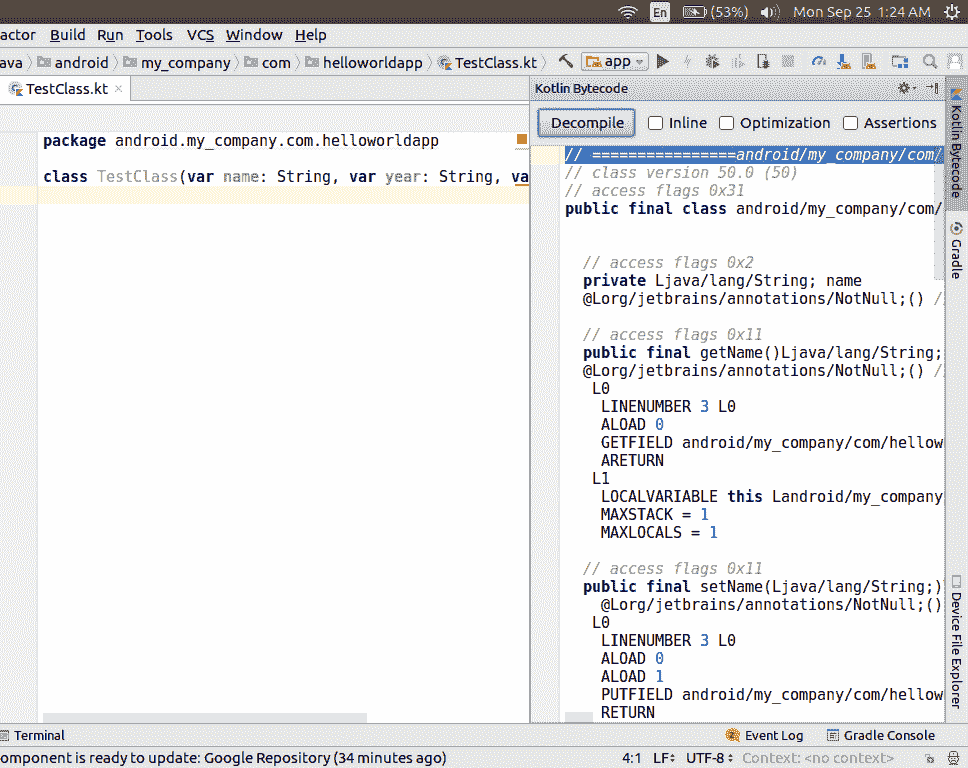 En (53%) Mon Sep 25 1:24 AM
actor Build Run Tools VCS Window Help
ava android my_company com helloworldapp TestClass.kt app
TestClass.kt
Kotlin Bytecode
Decompile Inline Optimization Assertions
package android.my_company.com.helloworldapp
class TestClass(var name: String, var year: String, va
// ================android/my_company/com/
// class version 50.0 (50)
// access flags 0x31
public final class android/my_company/com/
// access flags 0x2
private Ljava/lang/String; name
@Lorg/jetbrains/annotations/NotNull;() //
// access flags 0x11
public final getName()Ljava/lang/String;
@Lorg/jetbrains/annotations/NotNull;() //
L0
LINENUMBER 3 L0
ALOAD 0
GETFIELD android/my_company/com/hellow
ARETURN
L1
LOCALVARIABLE this Landroid/my_company
MAXSTACK = 1
MAXLOCALS = 1
// access flags 0x11
public final setName(Ljava/lang/String;)
@Lorg/jetbrains/annotations/NotNull;()
L0
LINENUMBER 3 L0
ALOAD 0
ALOAD 1
PUTFIELD android/my_company/com/hellow
RETURN
Kotlin Bytecode
Gradle
Device File Explorer
Terminal Event Log Gradle Console
omponent is ready to update: Google Repository (34 minutes ago) 4:1 LF UTF-8 Context: <no context>